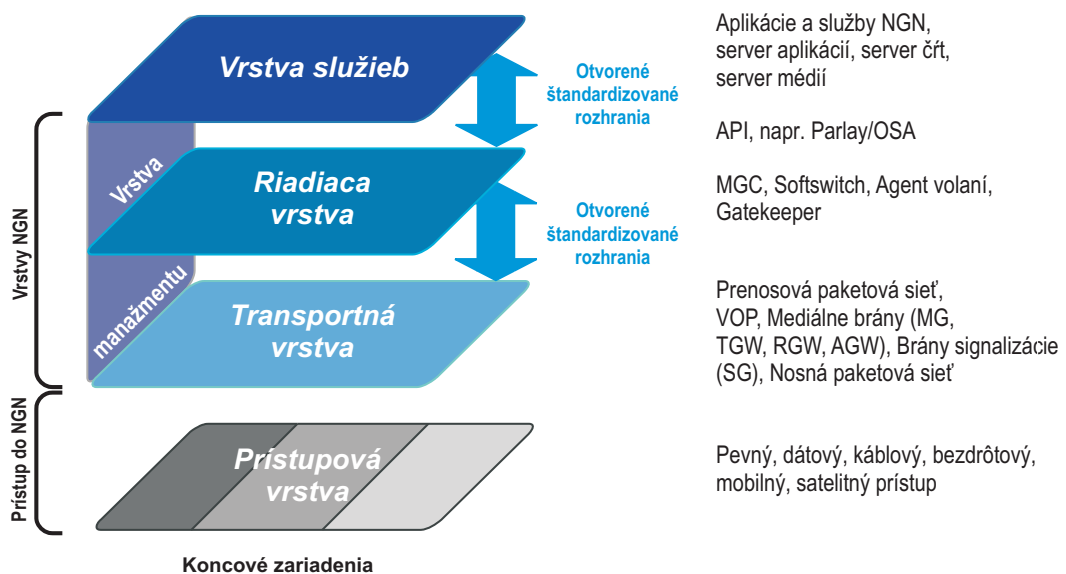 Vrstva služieb
Otvorené
štandardizované
rozhrania
Aplikácie a služby NGN,
server aplikácií, server čŕt,
server médií
API, napr. Parlay/OSA
Vrstvy NGN
Vrstva
manažmentu
Riadiaca
vrstva
Otvorené
štandardizované
rozhrania
MGC, Softswitch, Agent volaní,
Gatekeeper
Transportná
vrstva
Prenosová paketová sieť,
VOP, Mediálne brány (MG,
TGW, RGW, AGW), Brány signalizácie
(SG), Nosná paketová sieť
Prístup do NGN
Prístupová
vrstva
Pevný, dátový, káblový, bezdrôtový,
mobilný, satelitný prístup
Koncové zariadenia